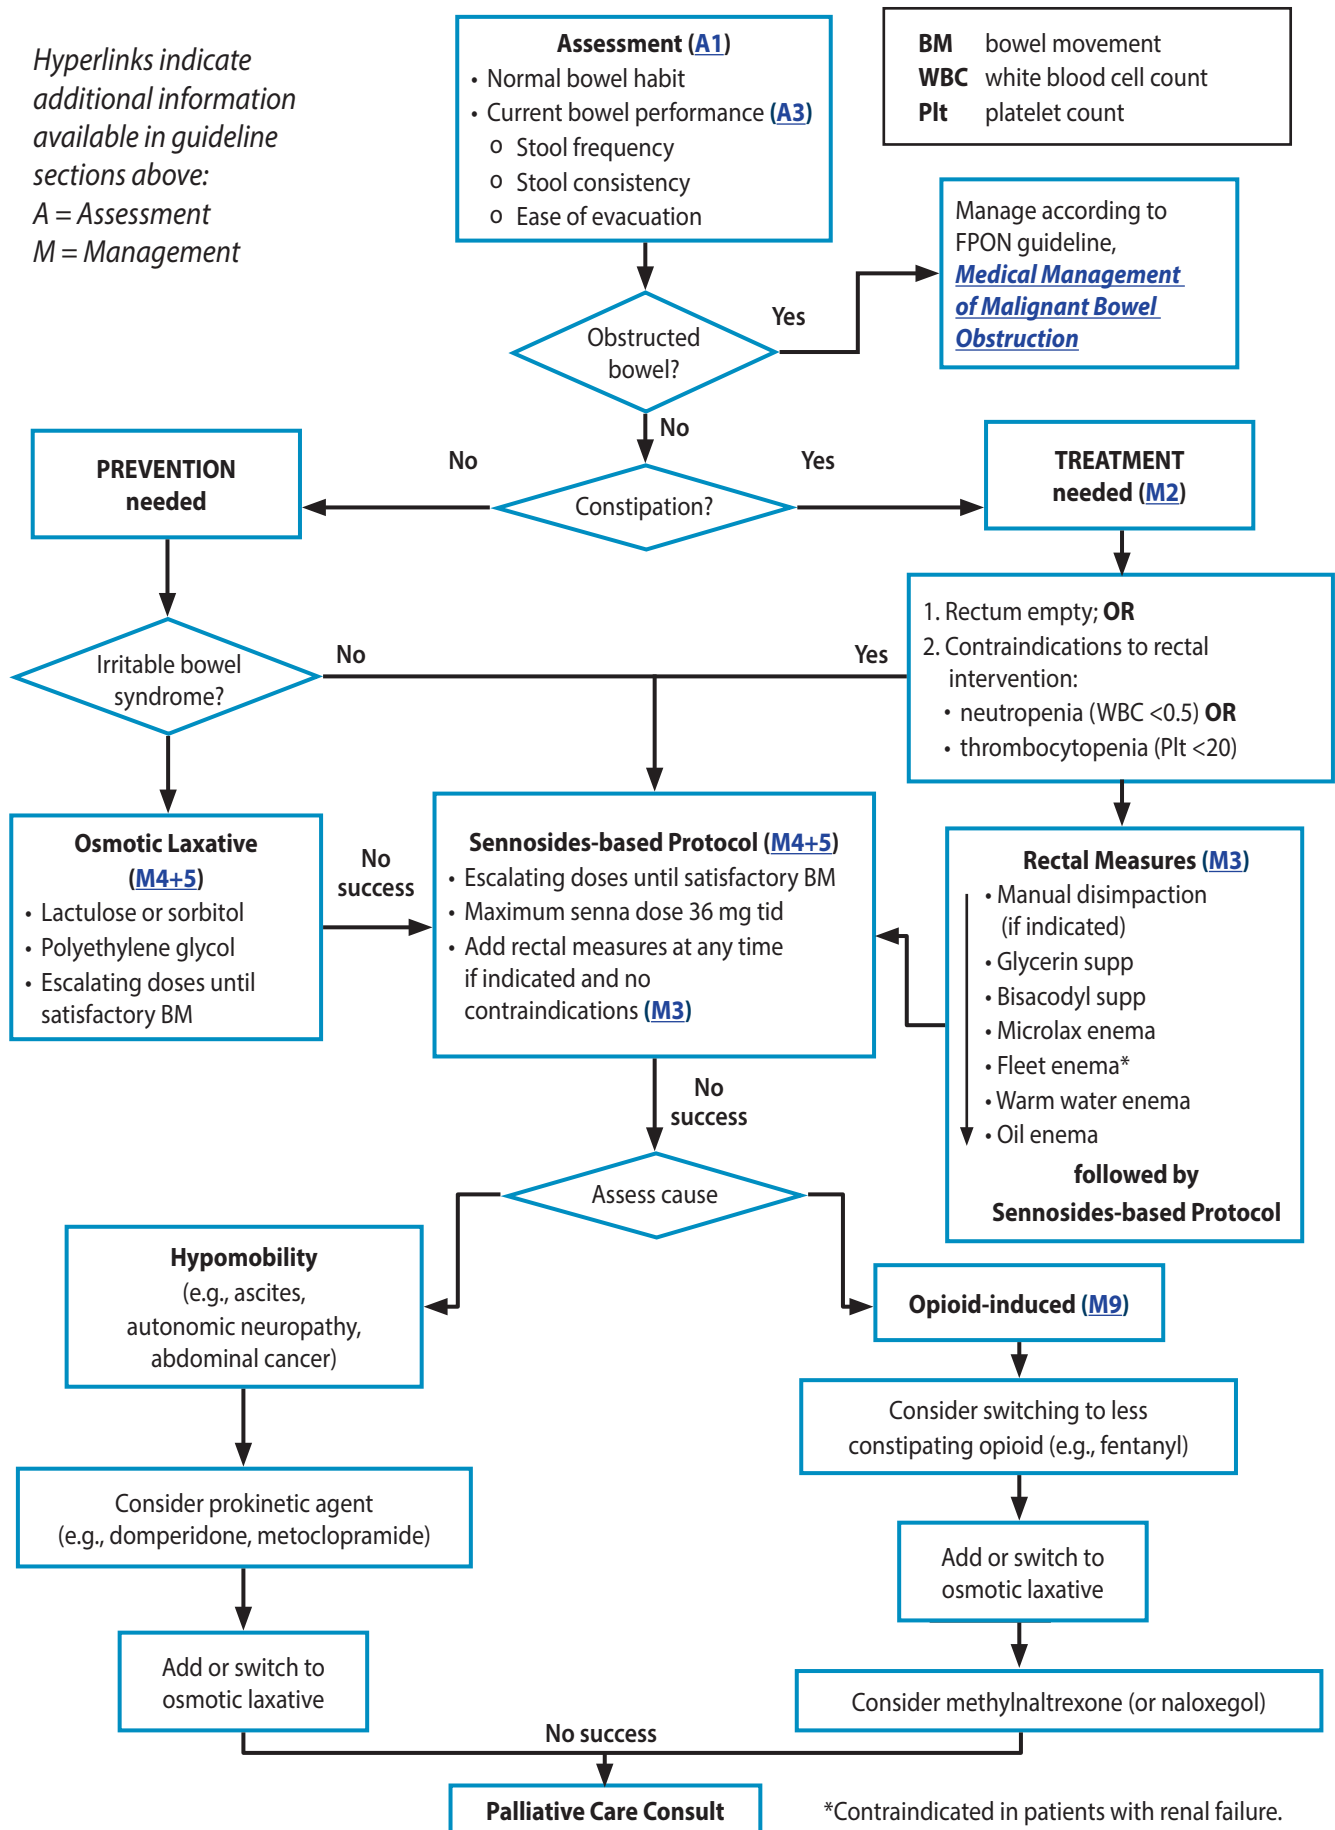 Hyperlinks indicate
additional information
available in guideline
sections above:
A = Assessment
M = Management
Assessment (A1)
• Normal bowel habit
• Current bowel performance (A3)
o Stool frequency
o Stool consistency
o Ease of evacuation
BM bowel movement
WBC white blood cell count
Plt platelet count
Manage according to
FPON guideline,
Medical Management
of Malignant Bowel
Obstruction
Obstructed
bowel?
Yes
No
PREVENTION
needed
No
Constipation?
Yes
TREATMENT
needed (M2)
Irritable bowel
syndrome?
No
Yes
1. Rectum empty; OR
2. Contraindications to rectal
intervention:
• neutropenia (WBC <0.5) OR
• thrombocytopenia (Plt <20)
Osmotic Laxative
(M4+5)
• Lactulose or sorbitol
• Polyethylene glycol
• Escalating doses until
satisfactory BM
No
success
Sennosides-based Protocol (M4+5)
• Escalating doses until satisfactory BM
• Maximum senna dose 36 mg tid
• Add rectal measures at any time
if indicated and no
contraindications (M3)
Rectal Measures (M3)
• Manual disimpaction
(if indicated)
• Glycerin supp
• Bisacodyl supp
• Microlax enema
• Fleet enema*
• Warm water enema
• Oil enema
followed by
Sennosides-based Protocol
No
success
Assess cause
Hypomobility
(e.g., ascites,
autonomic neuropathy,
abdominal cancer)
Opioid-induced (M9)
Consider switching to less
constipating opioid (e.g., fentanyl)
Consider prokinetic agent
(e.g., domperidone, metoclopramide)
Add or switch to
osmotic laxative
Add or switch to
osmotic laxative
Consider methylnaltrexone (or naloxegol)
No success
Palliative Care Consult
*Contraindicated in patients with renal failure.